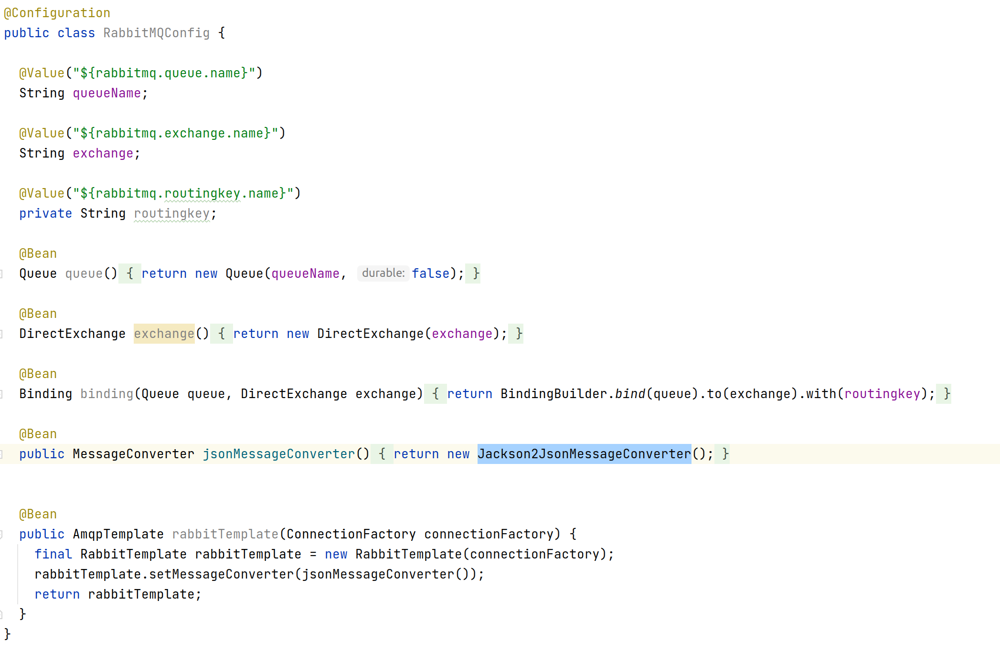 @Configuration
public class RabbitMQConfig {
@Value("${rabbitmq.queue.name}")
String queueName;
@Value("${rabbitmq.exchange.name}")
String exchange;
@Value("${rabbitmq.routingkey.name}")
private String routingkey;
@Bean
Queue queue() { return new Queue(queueName, durable: false); }
@Bean
DirectExchange exchange() { return new DirectExchange(exchange); }
@Bean
Binding binding(Queue queue, DirectExchange exchange) { return BindingBuilder.bind(queue).to(exchange).with(routingkey); }
@Bean
public MessageConverter jsonMessageConverter() { return new Jackson2JsonMessageConverter(); }
@Bean
public AmqpTemplate rabbitTemplate(ConnectionFactory connectionFactory) {
final RabbitTemplate rabbitTemplate = new RabbitTemplate(connectionFactory);
rabbitTemplate.setMessageConverter(jsonMessageConverter());
return rabbitTemplate;
}
}